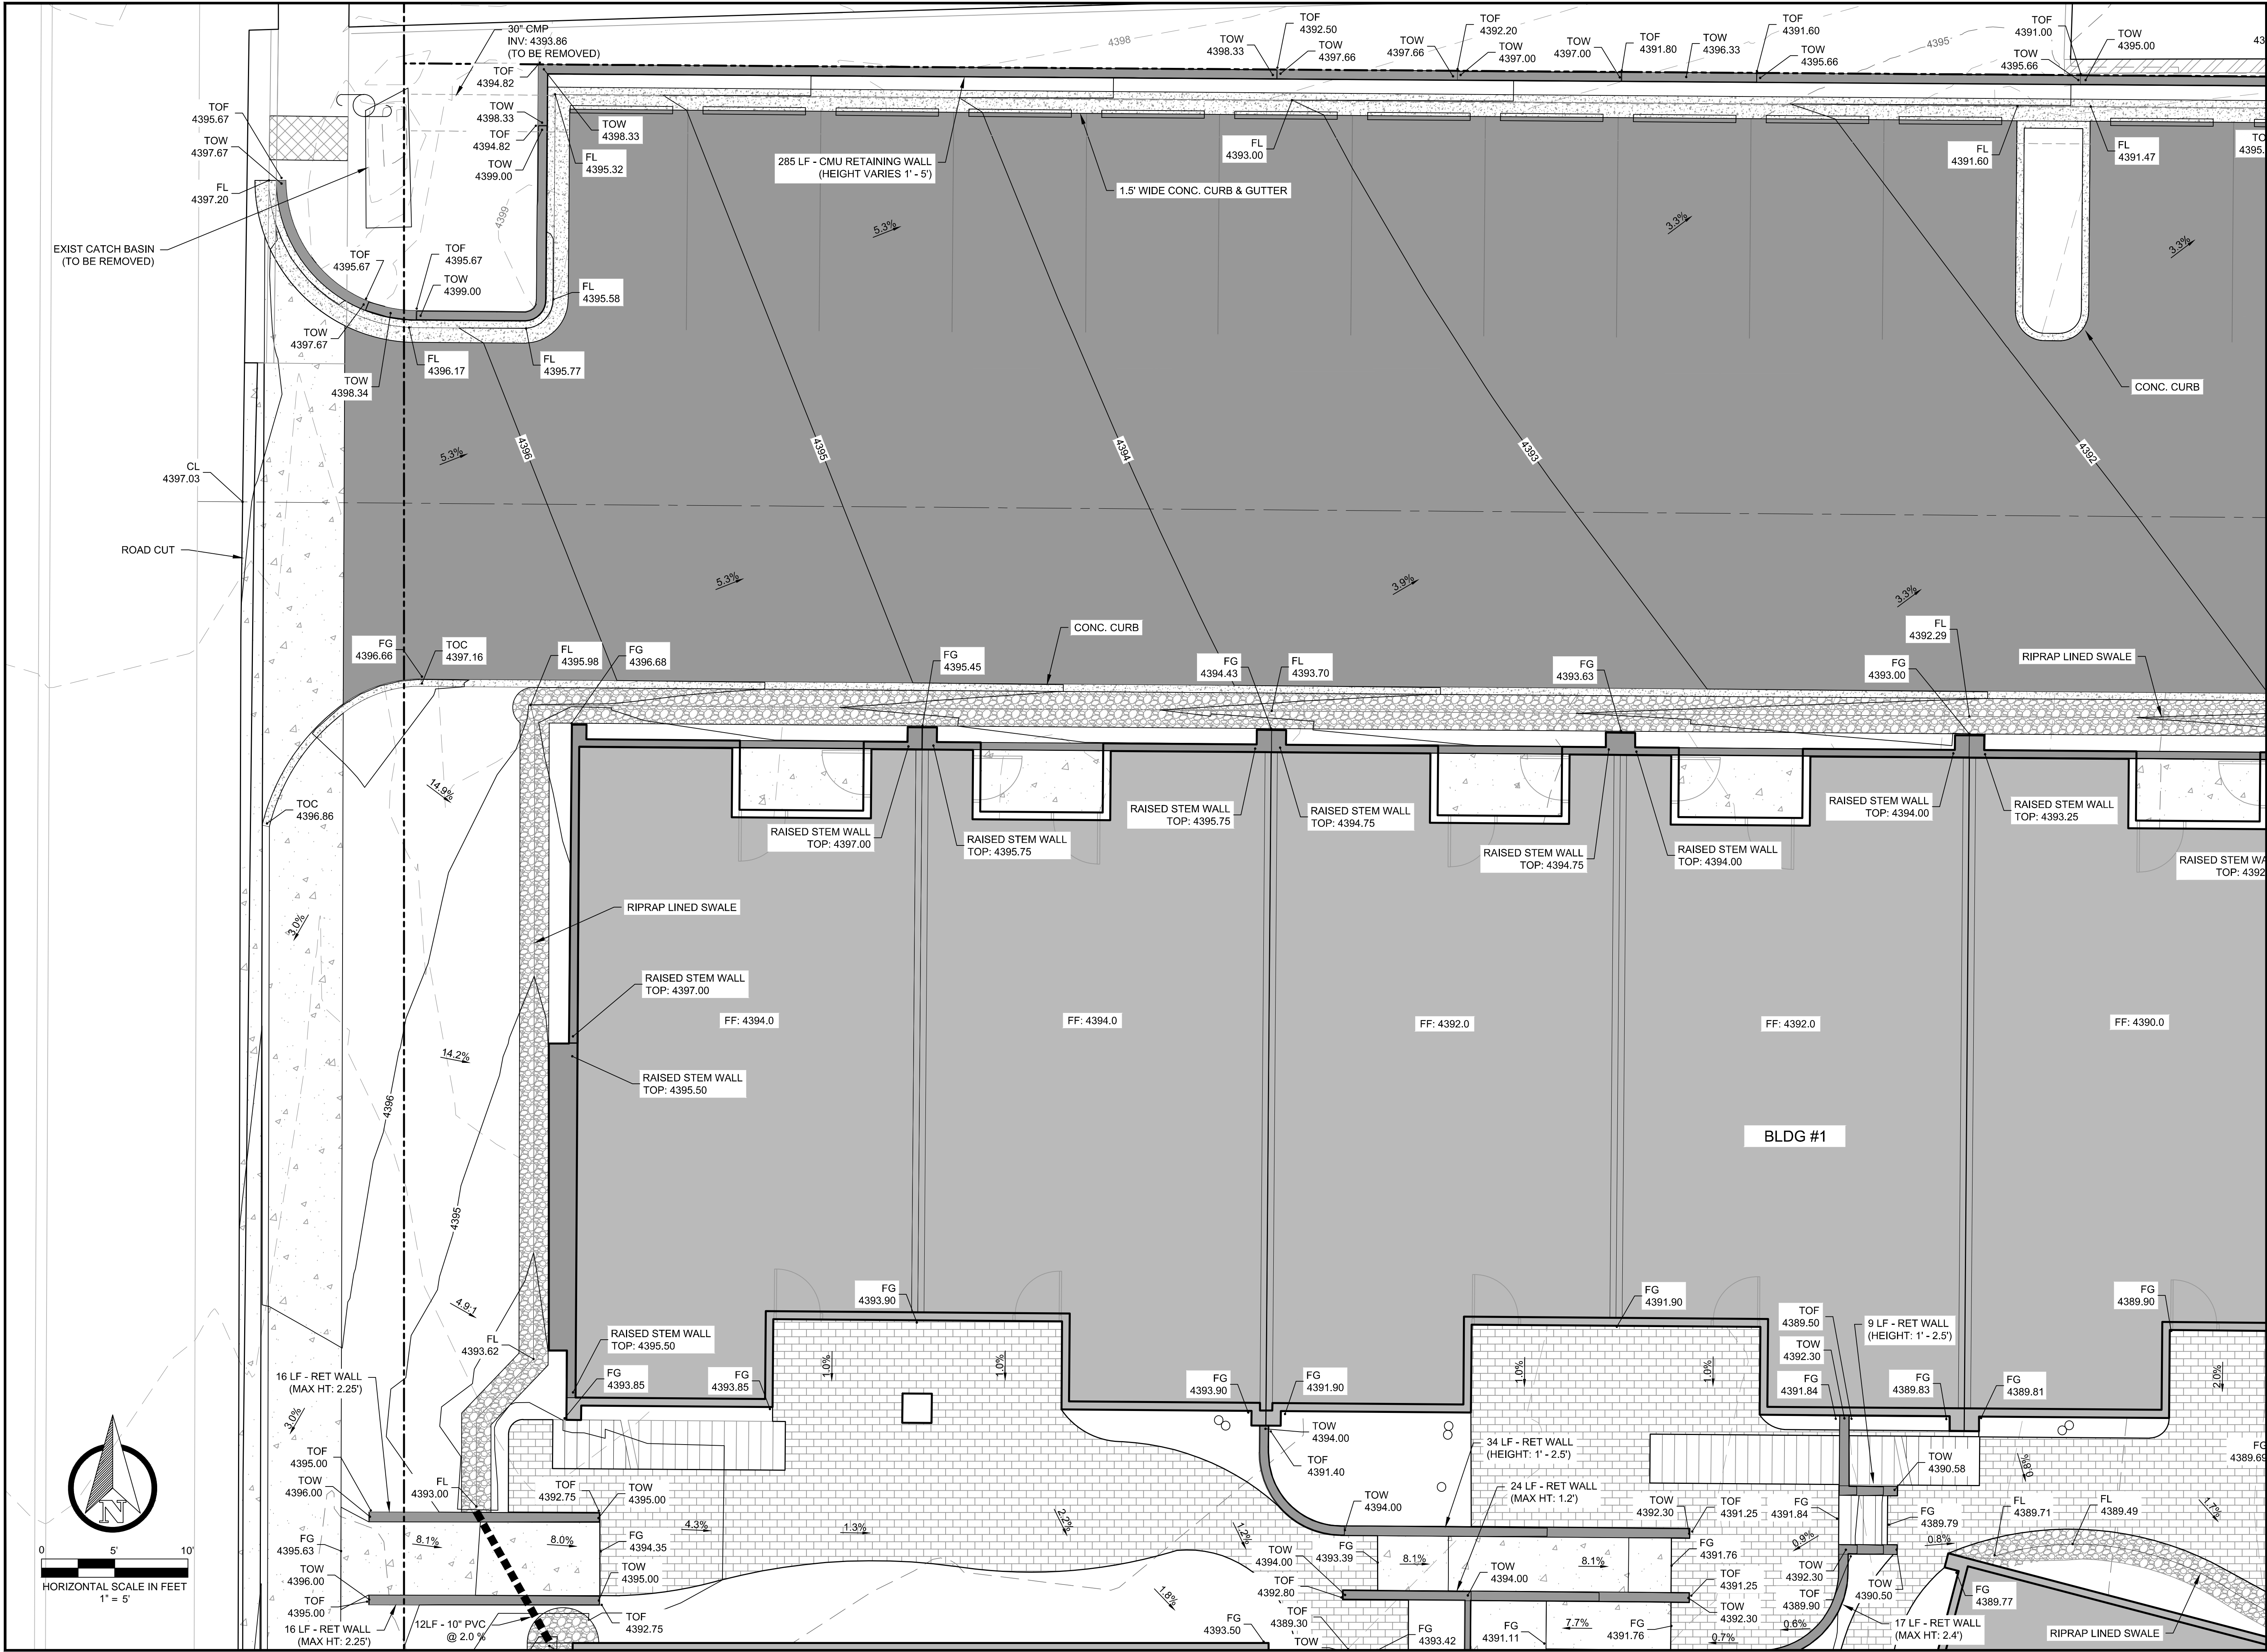 30" CMP
INV: 4393.86
(TO BE REMOVED)
TOF
4394.82
TOW
4398.33
TOF
4394.82
TOW
4399.00
TOW
4398.33
FL
4395.32
TOF
4395.67
TOW
4397.67
FL
4397.20
EXIST CATCH BASIN
(TO BE REMOVED)
TOF
4395.67
TOF
4395.67
TOW
4399.00
4399
FL
4395.58
TOW
4397.67
TOW
4398.34
FL
4396.17
FL
4395.77
4398
TOW
4398.33
TOF
4392.50
TOW
4397.66
TOW
4397.66
TOF
4392.20
TOW
4397.00
TOW
4397.00
TOF
4391.80
TOW
4396.33
TOF
4391.60
TOW
4395.66
4395
TOF
4391.00
TOW
4395.66
TOW
4395.00
285 LF - CMU RETAINING WALL
(HEIGHT VARIES 1' - 5')
1.5' WIDE CONC. CURB & GUTTER
FL
4393.00
FL
4391.60
FL
4391.47
5.3%
3.3%
3.3%
CONC. CURB
CL
4397.03
5.3%
4396
4395
4394
4393
4392
ROAD CUT
5.3%
3.9%
3.3%
FG
4396.66
TOC
4397.16
FL
4395.98
FG
4396.68
FG
4395.45
CONC. CURB
FG
4394.43
FL
4393.70
FG
4393.63
FG
4393.00
FL
4392.29
RIPRAP LINED SWALE
14.9%
TOC
4396.86
RAISED STEM WALL
TOP: 4397.00
RAISED STEM WALL
TOP: 4395.75
RAISED STEM WALL
TOP: 4395.75
RAISED STEM WALL
TOP: 4394.75
RAISED STEM WALL
TOP: 4394.75
RAISED STEM WALL
TOP: 4394.00
RAISED STEM WALL
TOP: 4394.00
RAISED STEM WALL
TOP: 4393.25
RAISED STEM
TOP:
3.0%
RIPRAP LINED SWALE
RAISED STEM WALL
TOP: 4397.00
FF: 4394.0
FF: 4394.0
FF: 4392.0
FF: 4392.0
FF: 4390.0
14.2%
RAISED STEM WALL
TOP: 4395.50
4396
BLDG #1
4395
4.9:1
FL
4393.62
RAISED STEM WALL
TOP: 4395.50
FG
4393.85
FG
4393.85
FG
4393.90
1.0%
1.0%
FG
4393.90
FG
4391.90
FG
4391.90
1.0%
1.0%
TOF
4389.50
TOW
4392.30
FG
4391.84
9 LF - RET WALL
(HEIGHT: 1' - 2.5')
FG
4389.83
FG
4389.81
FG
4389.90
2.0%
16 LF - RET WALL
(MAX HT: 2.25')
3.0%
TOF
4395.00
TOW
4396.00
FL
4393.00
TOF
4392.75
TOW
4395.00
TOW
4394.00
TOF
4391.40
34 LF - RET WALL
(HEIGHT: 1' - 2.5')
24 LF - RET WALL
(MAX HT: 1.2')
TOW
4394.00
TOW
4392.30
TOF
4391.25
FG
4391.84
TOW
4390.58
0.8%
FG
4389.69
FG
4389.79
FL
4389.71
FL
4389.49
1.7%
N
FG
4395.63
8.1%
8.0%
FG
4394.35
4.3%
1.3%
2.2%
1.2%
FG
4393.39
8.1%
8.1%
FG
4391.76
0.9%
0.8%
0 5' 10'
HORIZONTAL SCALE IN FEET
1" = 5'
TOW
4396.00
TOF
4395.00
TOW
4395.00
TOF
4392.75
16 LF - RET WALL
(MAX HT: 2.25')
12LF - 10" PVC
@ 2.0 %
1.8%
TOW
4394.00
TOF
4392.80
TOW
4394.00
TOF
4391.25
TOW
4392.30
TOW
4392.30
TOF
4389.90
TOW
4390.50
FG
4389.77
FG
4393.50
TOF
4389.30
TOW
FG
4393.42
FG
4391.11
7.7%
FG
4391.76
0.7%
0.6%
17 LF - RET WALL
(MAX HT: 2.4')
RIPRAP LINED SWALE